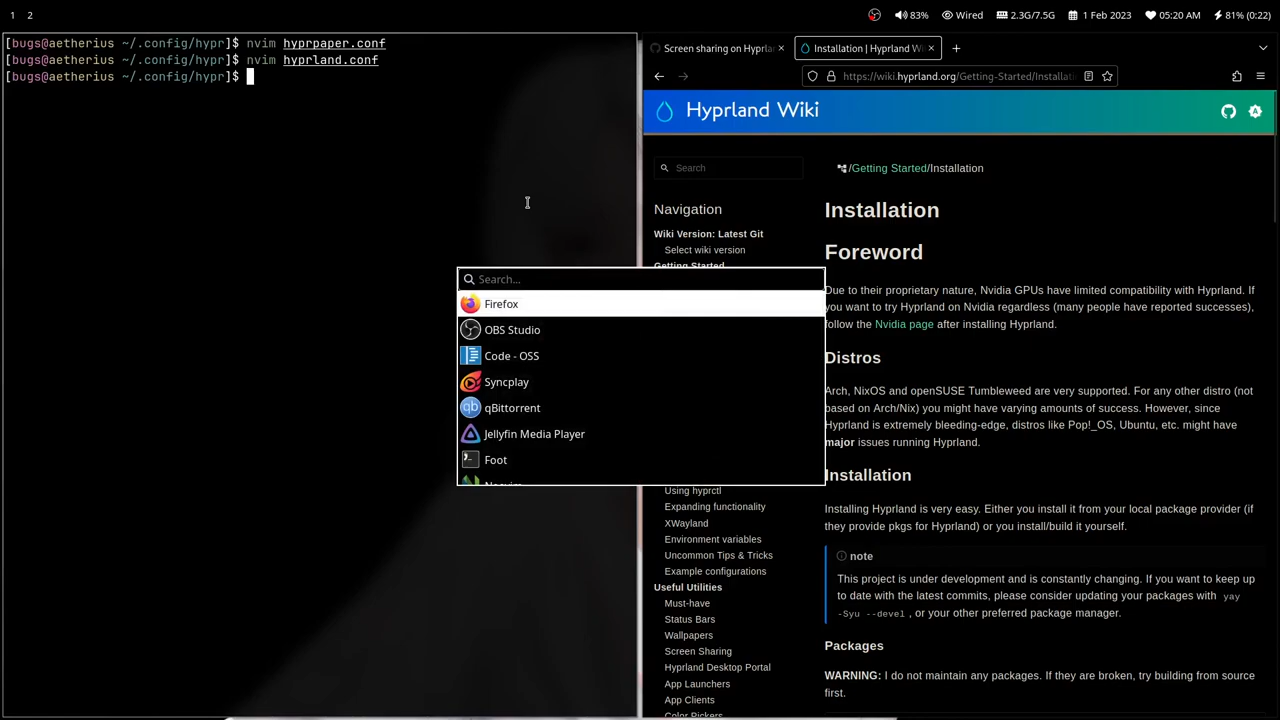 1 2
83% Wired 2.3G/7.5G 1 Feb 2023 05:20 AM 81% (0:22)
[bugs@aetherius ~/.config/hypr]$ nvim hyprpaper.conf
[bugs@aetherius ~/.config/hypr]$ nvim hyprland.conf
[bugs@aetherius ~/.config/hypr]$
Screen sharing on Hyprla
Installation | Hyprland Wi
https://wiki.hyprland.org/Getting-Started/Installati
Hyprland Wiki
Search
Navigation
Wiki Version: Latest Git
Select wiki version
Getting Started
Search...
Firefox
OBS Studio
Code - OSS
Syncplay
qBittorrent
Jellyfin Media Player
Foot
Neovim
Using hyprctl
Expanding functionality
XWayland
Environment variables
Uncommon Tips & Tricks
Example configurations
Useful Utilities
Must-have
Status Bars
Wallpapers
Screen Sharing
Hyprland Desktop Portal
App Launchers
App Clients
Color Pickers
/Getting Started/Installation
Installation
Foreword
Due to their proprietary nature, Nvidia GPUs have limited compatibility with Hyprland. If
you want to try Hyprland on Nvidia regardless (many people have reported successes),
follow the Nvidia page after installing Hyprland.
Distros
Arch, NixOS and openSUSE Tumbleweed are very supported. For any other distro (not
based on Arch/Nix) you might have varying amounts of success. However, since
Hyprland is extremely bleeding-edge, distros like Pop!_OS, Ubuntu, etc. might have
major issues running Hyprland.
Installation
Installing Hyprland is very easy. Either you install it from your local package provider (if
they provide pkgs for Hyprland) or you install/build it yourself.
note
This project is under development and is constantly changing. If you want to keep up
to date with the latest commits, please consider updating your packages with yay
-Syu --devel , or your other preferred package manager.
Packages
WARNING: I do not maintain any packages. If they are broken, try building from source
first.